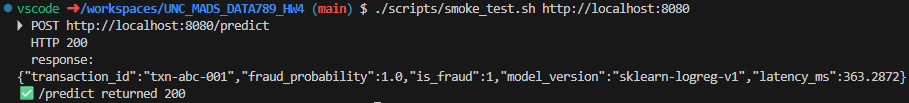 vscode ➜/workspaces/UNC_MADS_DATA789_HW4 (main) $ ./scripts/smoke_test.sh http://localhost:8080
▶ POST http://localhost:8080/predict
HTTP 200
response:
{"transaction_id":"txn-abc-001","fraud_probability":1.0,"is_fraud":1,"model_version":"sklearn-logreg-v1","latency_ms":363.2872}
✅ /predict returned 200